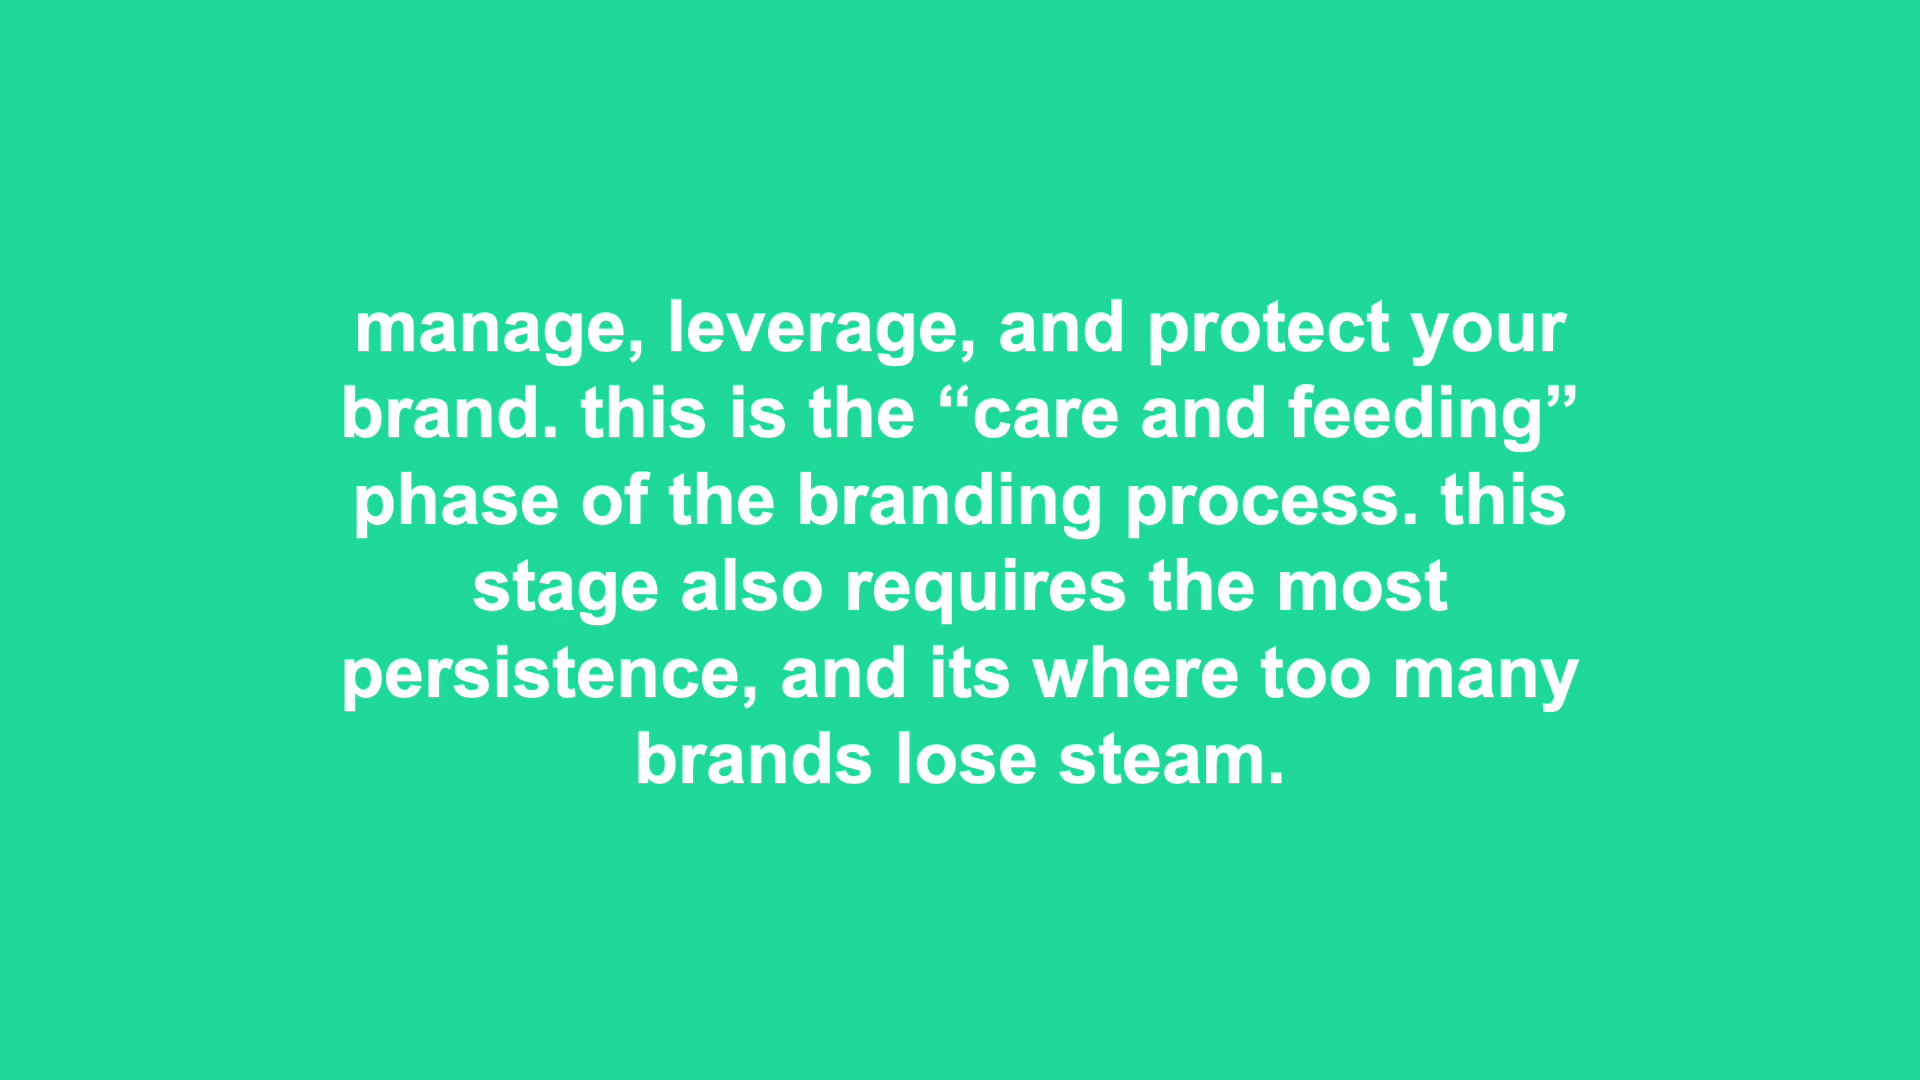 manage, leverage, and protect your
brand. this is the “care and feeding”
phase of the branding process. this
stage also requires the most
persistence, and its where too many
brands lose steam.